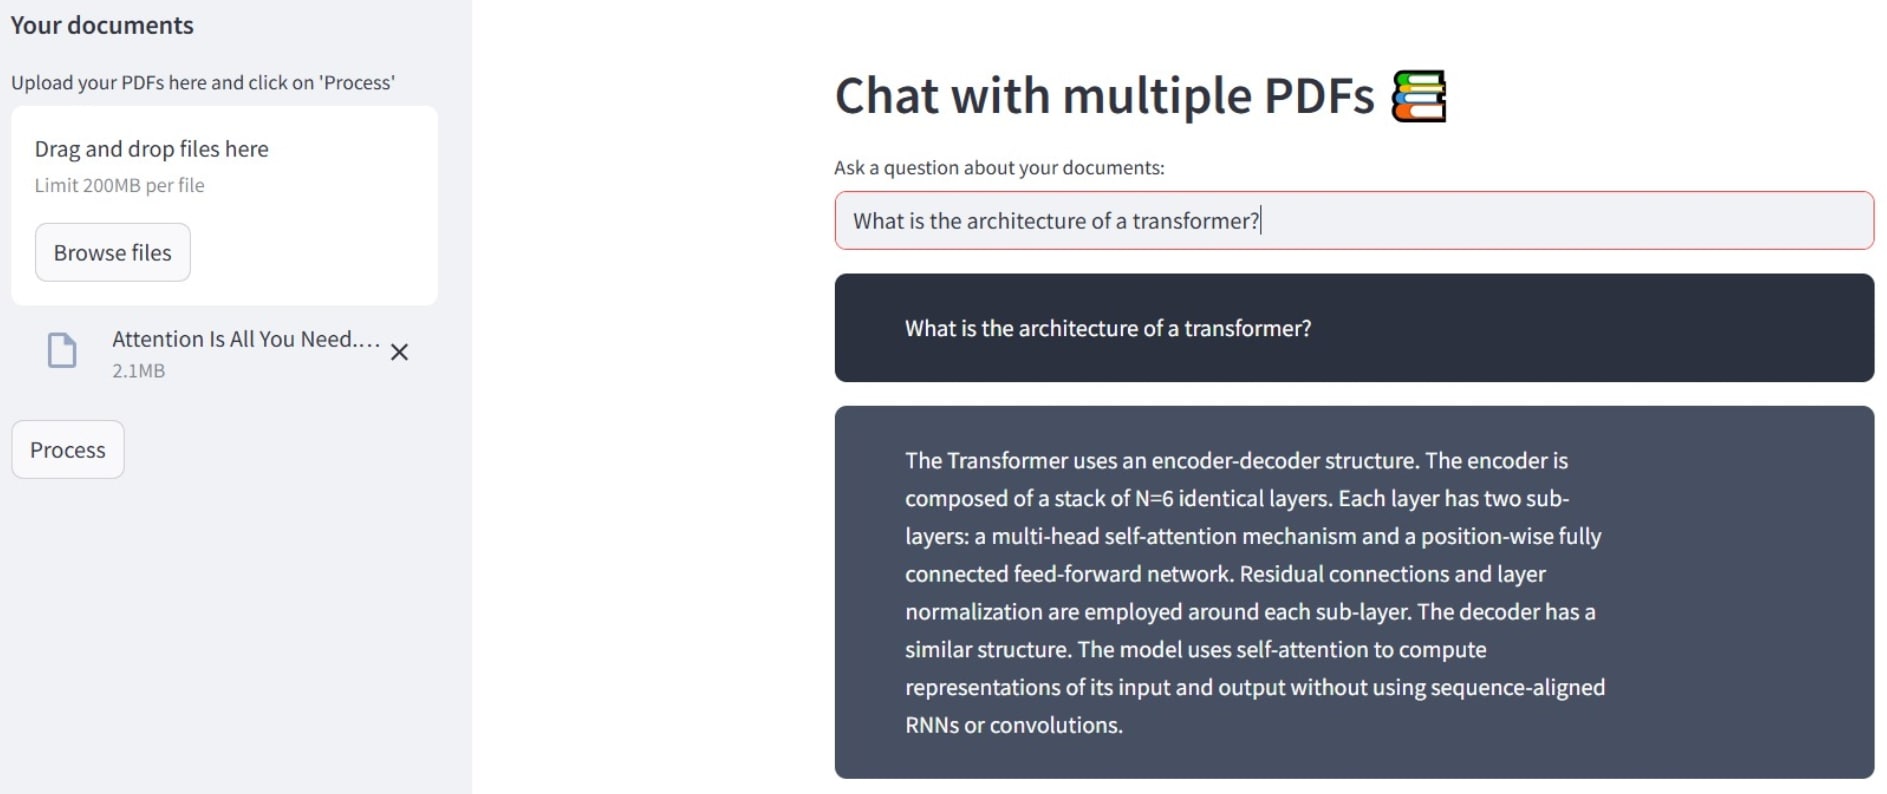 Your documents
Upload your PDFs here and click on 'Process'
Drag and drop files here
Limit 200MB per file
Browse files
Attention Is All You Need....
2.1MB
Process
Chat with multiple PDFs
Ask a question about your documents:
What is the architecture of a transformer?
What is the architecture of a transformer?
The Transformer uses an encoder-decoder structure. The encoder is
composed of a stack of N=6 identical layers. Each layer has two sub-
layers: a multi-head self-attention mechanism and a position-wise fully
connected feed-forward network. Residual connections and layer
normalization are employed around each sub-layer. The decoder has a
similar structure. The model uses self-attention to compute
representations of its input and output without using sequence-aligned
RNNs or convolutions.